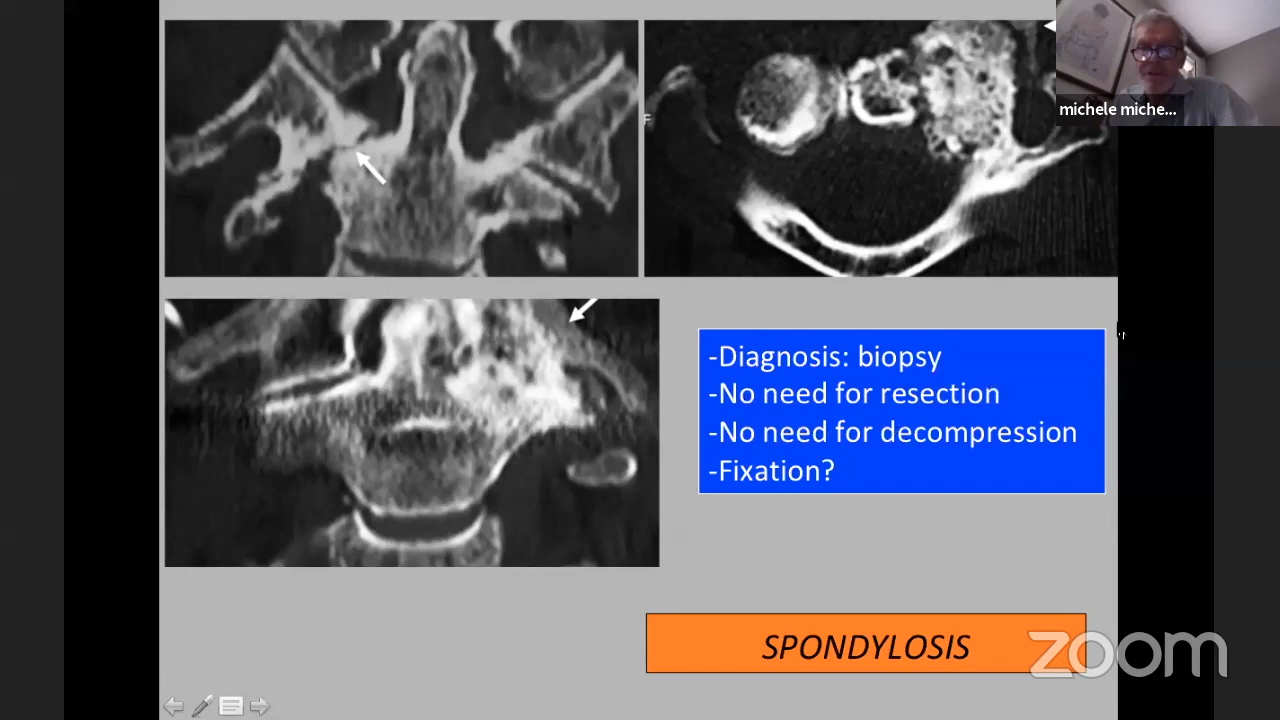 michele miche...
-Diagnosis: biopsy
-No need for resection
-No need for decompression
-Fixation?
SPONDYLOSIS
zoom